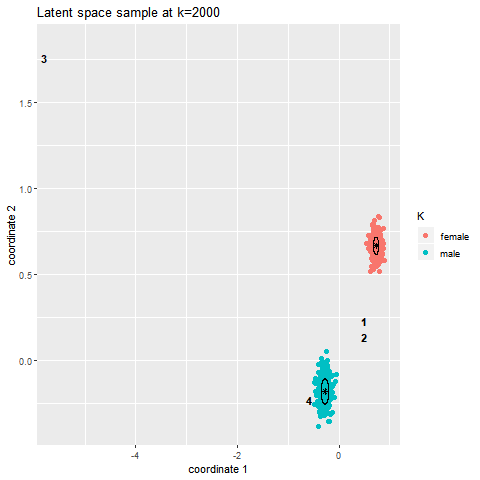 Latent space sample at k=2000
3
1.5
1.0
0.5
0.0
coordinate 2
1
2
4
-4
-2
0
coordinate 1
K
female
male